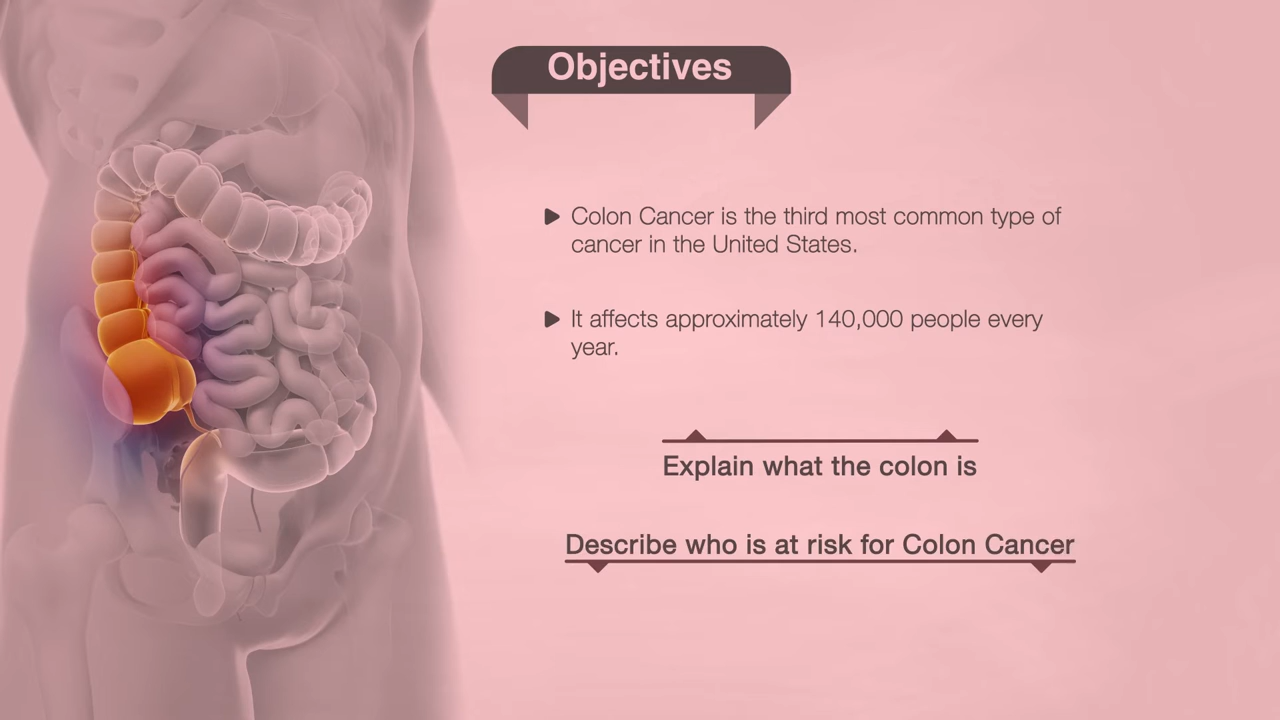 Objectives
Colon Cancer is the third most common type of
cancer in the United States.
It affects approximately 140,000 people every
year.
Explain what the colon is
Describe who is at risk for Colon Cancer